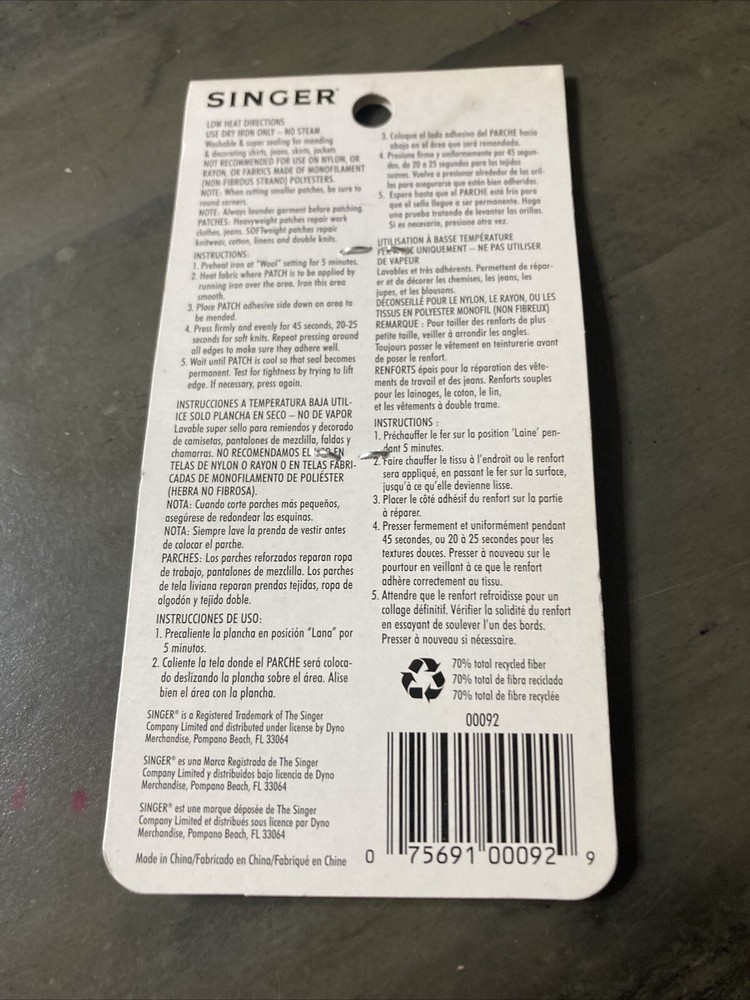 SINGER®
LOW HEAT DIRECTIONS
USE DRY IRON ONLY – NO STEAM
Washable & super sealing for mending
& decorating shirts, jeans, skirts, jackets
NOT RECOMMENDED FOR USE ON NYLON, OR
RAYON, OR FABRICS MADE OF MONOFILAMENT
(NON-FIBROUS STRAND) POLYESTERS.
NOTE: When cutting smaller patches, be sure to
round corners.
NOTE: Always launder garment before patching.
PATCHES: Heavyweight patches repair work
clothes, jeans. SOFTweight patches repair
knitwear, cotton, linens and double knits.
INSTRUCTIONS:
1. Preheat iron at "Wool" setting for 5 minutes.
2. Heat fabric where PATCH is to be applied by
running iron over the area. Iron this area
smooth.
3. Place PATCH adhesive side down on area to
be mended.
4. Press firmly and evenly for 45 seconds, 20-25
seconds for soft knits. Repeat pressing around
all edges to make sure they adhere well.
5. Wait until PATCH is cool so that seal becomes
permanent. Test for tightness by trying to lift
edge. If necessary, press again.
INSTRUCCIONES A TEMPERATURA BAJA UTIL-
ICE SOLO PLANCHA EN SECO – NO DE VAPOR
Lavable super sello para remiendos y decorado
de camisetas, pantalones de mezclilla, faldas y
chamarras. NO RECOMENDAMOS EL USO EN
TELAS DE NYLON O RAYON O EN TELAS FABRI-
CADAS DE MONOFILAMENTO DE POLIÉSTER
(HEBRA NO FIBROSA).
NOTA: Cuando corte parches más pequeños,
asegúrese de redondear las esquinas.
NOTA: Siempre lave la prenda de vestir antes
de colocar el parche.
PARCHES: Los parches reforzados reparan ropa
de trabajo, pantalones de mezclilla. Los parches
de tela liviana reparan prendas tejidas, ropa de
algodón y tejido doble.
INSTRUCCIONES DE USO:
1. Precaliente la plancha en posición "Lana" por
5 minutos.
2. Caliente la tela donde el PARCHE será coloca-
do deslizando la plancha sobre el área. Alise
bien el área con la plancha.
SINGER® is a Registered Trademark of The Singer
Company Limited and distributed under license by Dyno
Merchandise, Pompano Beach, FL 33064
SINGER® es una Marca Registrada de The Singer
Company Limited y distribuidos bajo licencia de Dyno
Merchandise, Pompano Beach, FL 33064
SINGER® est une marque déposée de The Singer
Company Limited et distribués sous licence par Dyno
Merchandise, Pompano Beach, FL 33064
Made in China/Fabricado en China/Fabriqué en Chine
3. Coloque el lado adhesivo del PARCHE hacia
abajo en el área que será remendada.
4. Presione firme y uniformemente por 45 segun-
dos, de 20 a 25 segundos para los tejidos
suaves. Vuelva a presionar alrededor de las oril-
las para asegurarse que estén bien adheridas.
5. Espere hasta que el PARCHE esté frío para
que el selle llegue a ser permanente. Haga
una prueba tratando de levantar las orillas.
Si es necesario, presione otra vez.
UTILISATION À BASSE TEMPÉRATURE
UNIQUEMENT – NE PAS UTILISER
DE VAPEUR
Lavables et très adhérents. Permettent de répar-
er et de décorer les chemises, les jeans, les
jupes, et les blousons.
DÉCONSEILLÉ POUR LE NYLON, LE RAYON, OU LES
TISSUS EN POLYESTER MONOFIL (NON FIBREUX)
REMARQUE : Pour tailler des renforts de plus
petite taille, veiller à arrondir les angles.
Toujours passer le vêtement en teinturerie avant
de poser le renfort.
RENFORTS épais pour la réparation des vête-
ments de travail et des jeans. Renforts souples
pour les lainages, le coton, le lin,
et les vêtements à double trame.
INSTRUCTIONS :
1. Préchauffer le fer sur la position 'Laine' pen-
dant 5 minutes.
2. Faire chauffer le tissu à l'endroit ou le renfort
sera appliqué, en passant le fer sur la surface,
jusqu'à ce qu'elle devienne lisse.
3. Placer le côté adhésif du renfort sur la partie
à réparer.
4. Presser fermement et uniformément pendant
45 secondes, ou 20 à 25 secondes pour les
textures douces. Presser à nouveau sur le
pourtour en veillant à ce que le renfort
adhère correctement au tissu.
5. Attendre que le renfort refroidisse pour un
collage définitif. Vérifier la solidité du renfort
en essayant de soulever l'un des bords.
Presser à nouveau si nécessaire.
70% total recycled fiber
70% total de fibra reciclada
70% total de fibre recyclée
00092
0 75691 00092 9